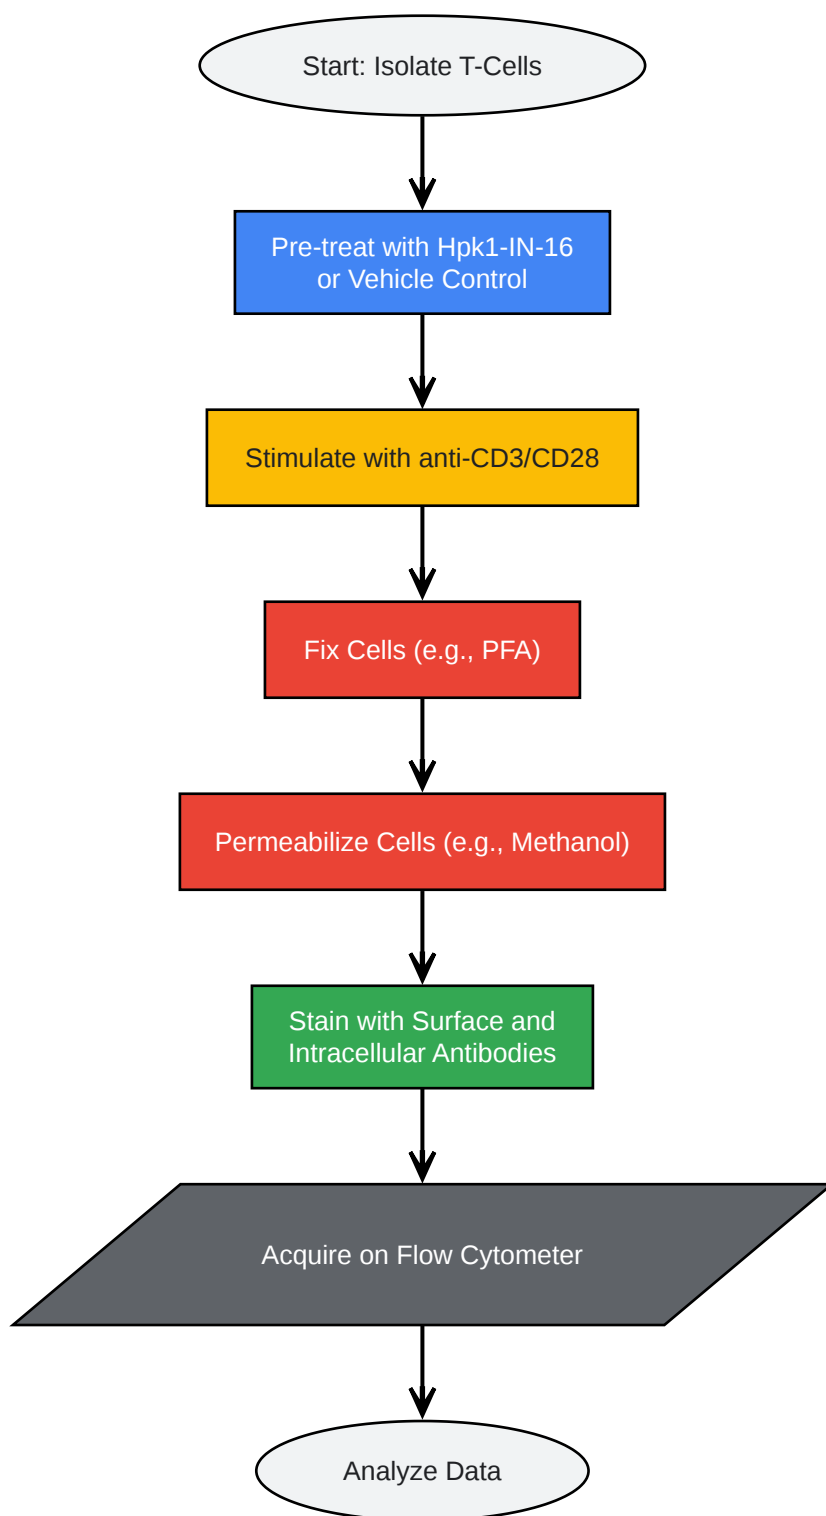 Start: Isolate T-Cells
Pre-treat with Hpk1-IN-16
or Vehicle Control
Stimulate with anti-CD3/CD28
Fix Cells (e.g., PFA)
Permeabilize Cells (e.g., Methanol)
Stain with Surface and
Intracellular Antibodies
Acquire on Flow Cytometer
Analyze Data